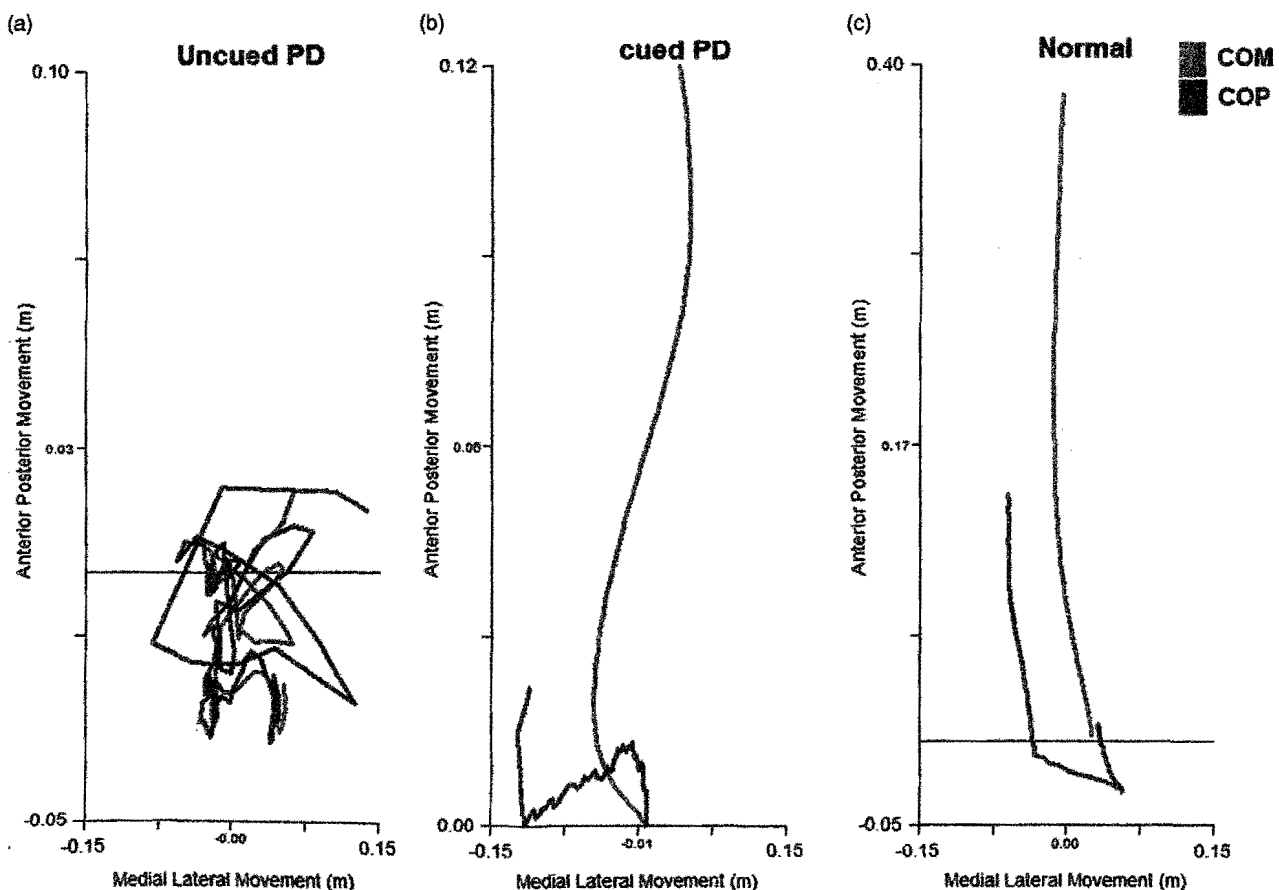 (a)
Uncued PD
0.10
0.03
-0.05
-0.15
-0.00
0.15
Anterior Posterior Movement (m)
Medial Lateral Movement (m)
(b)
cued PD
0.12
0.06
0.00
-0.15
-0.01
0.15
Anterior Posterior Movement (m)
Medial Lateral Movement (m)
(c)
Normal
0.40
0.17
-0.05
-0.15
0.00
0.15
Anterior Posterior Movement (m)
Medial Lateral Movement (m)
COM
COP